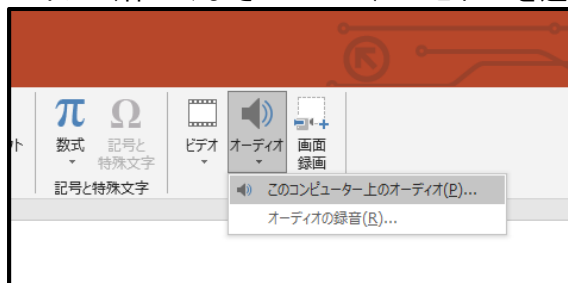 数式
記号と
特殊文字
記号と特殊文字
ビデオ
オーディオ
画面
録画
このコンピューター上のオーディオ(P)...
オーディオの録音(R)...